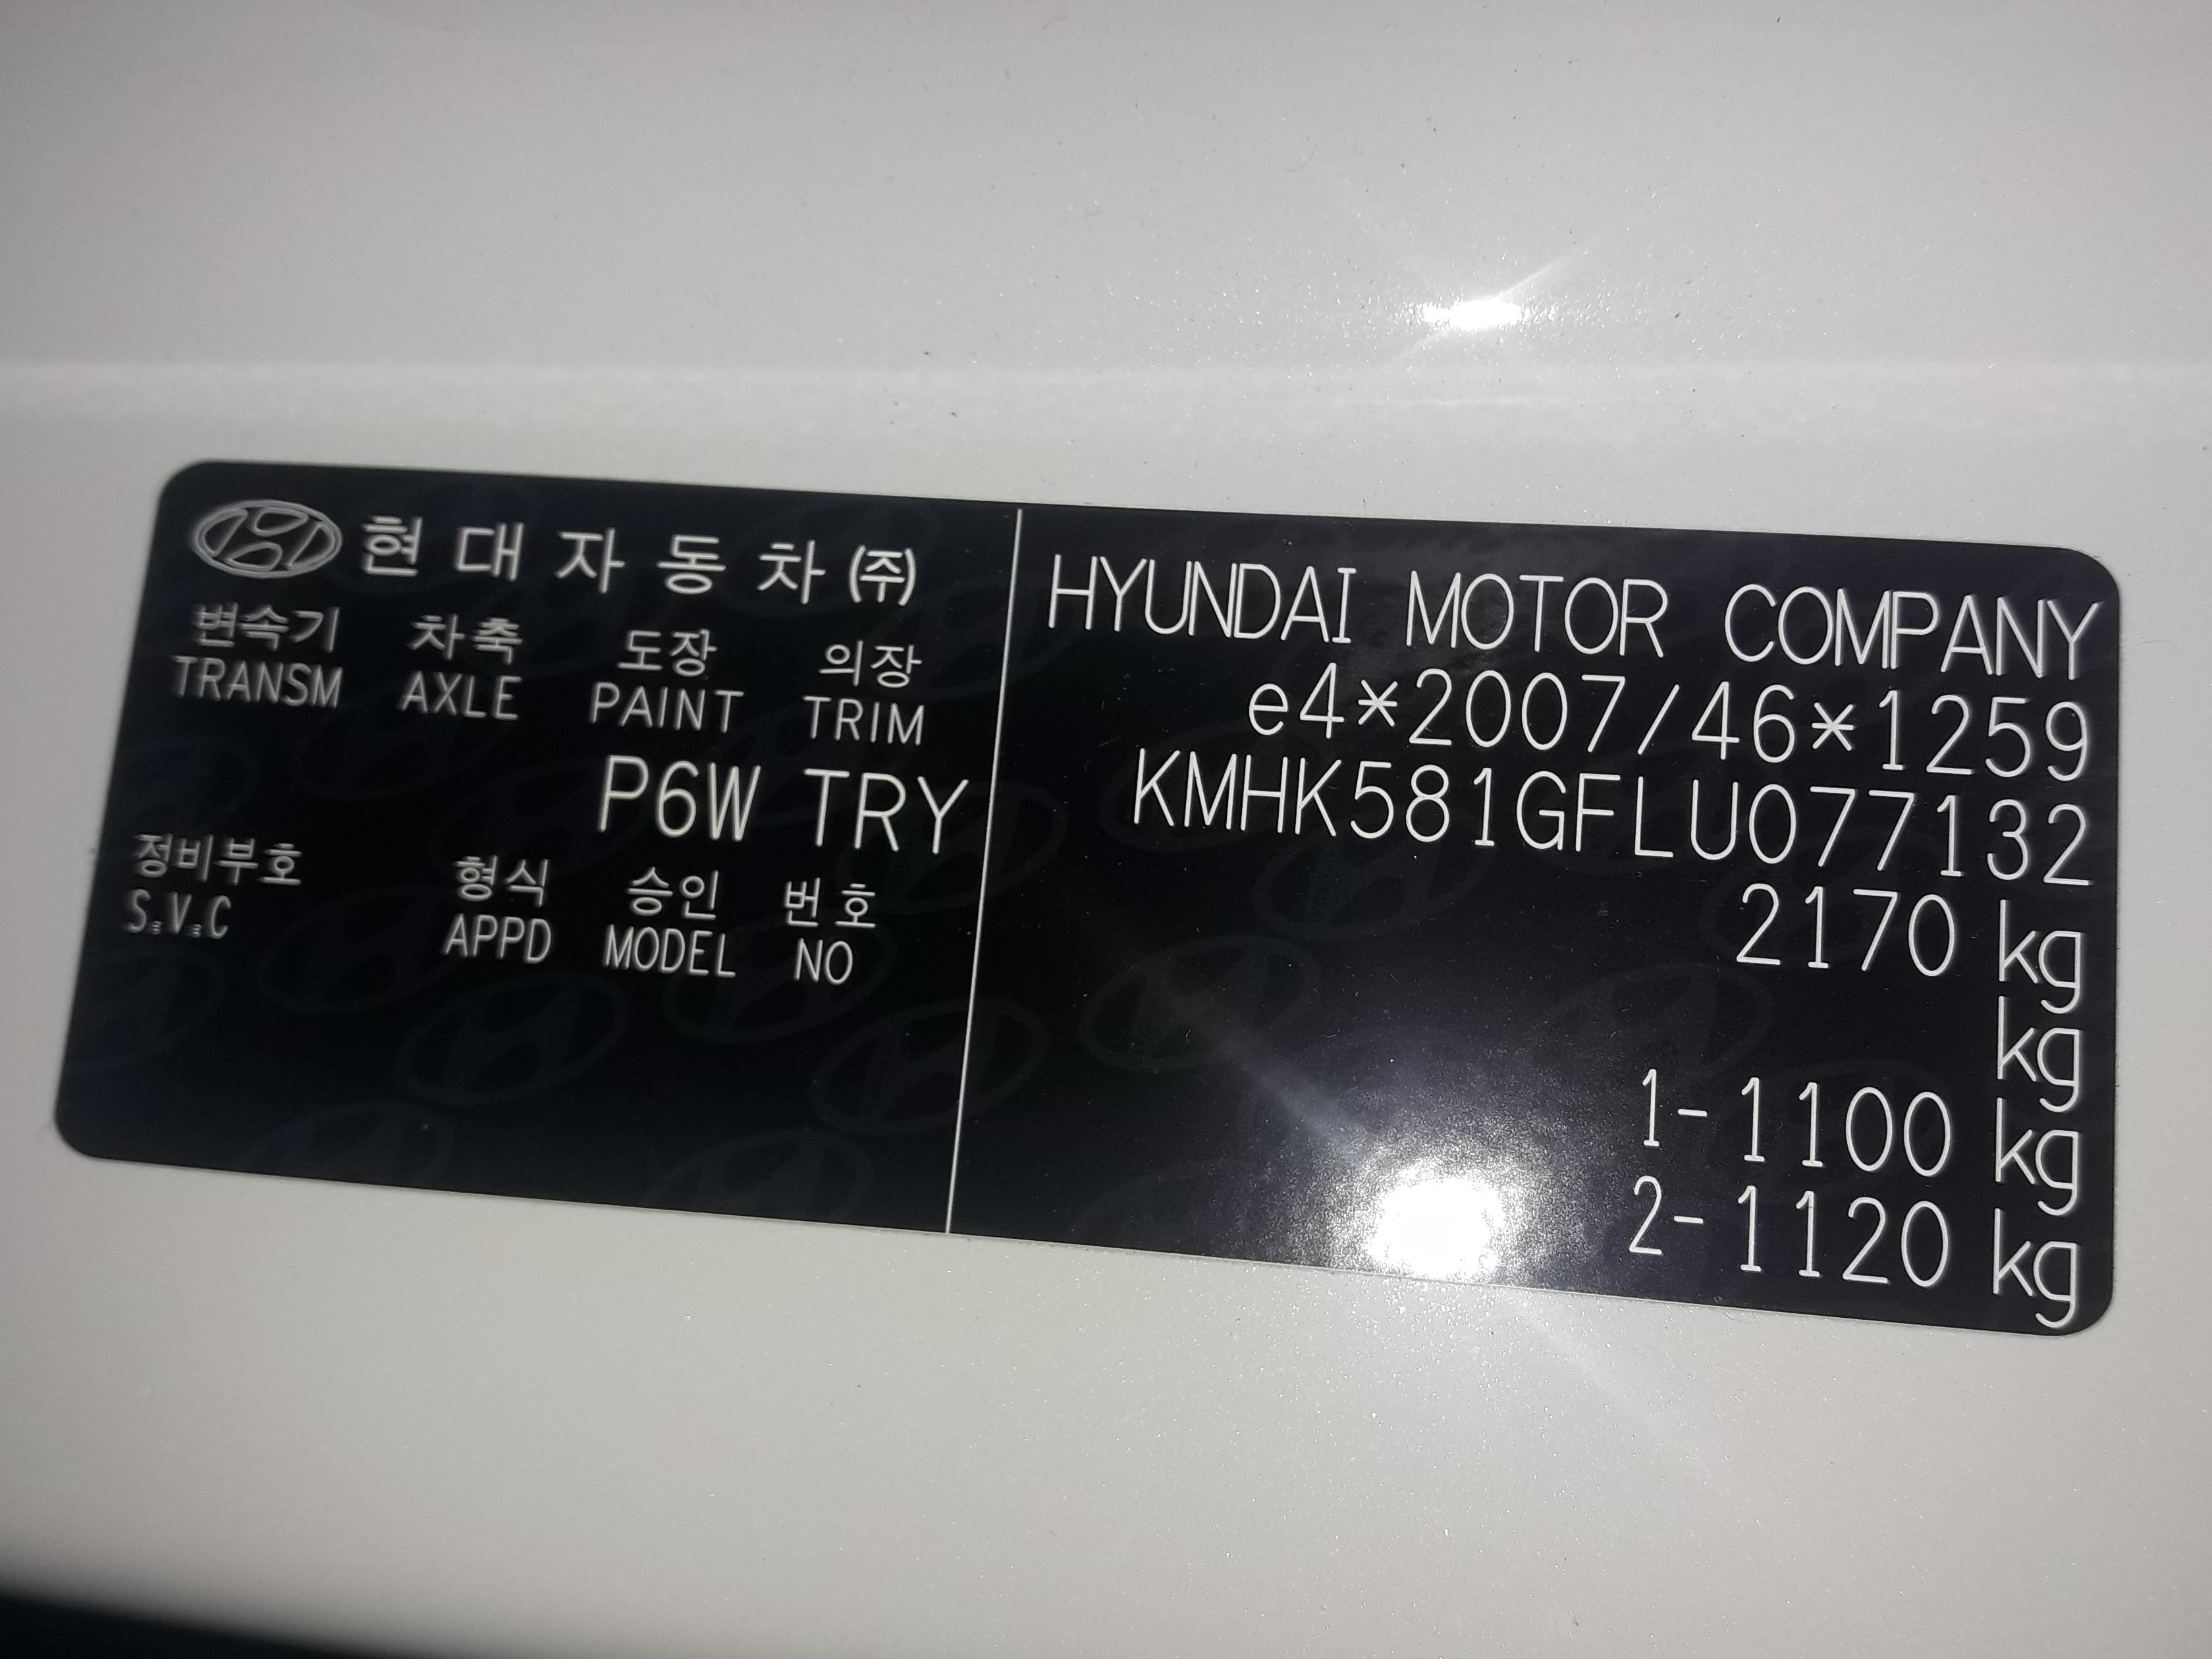 현대자동차㈜
변속기 차축 도장 의장
TRANSM AXLE PAINT TRIM
P6W TRY
정비부호 형식 승인 번호
S.V.C APPD MODEL NO
HYUNDAI MOTOR COMPANY
e4*2007/46*1259
KMHK581GFLU077132
2170 kg
kg
1-1100 kg
2-1120 kg